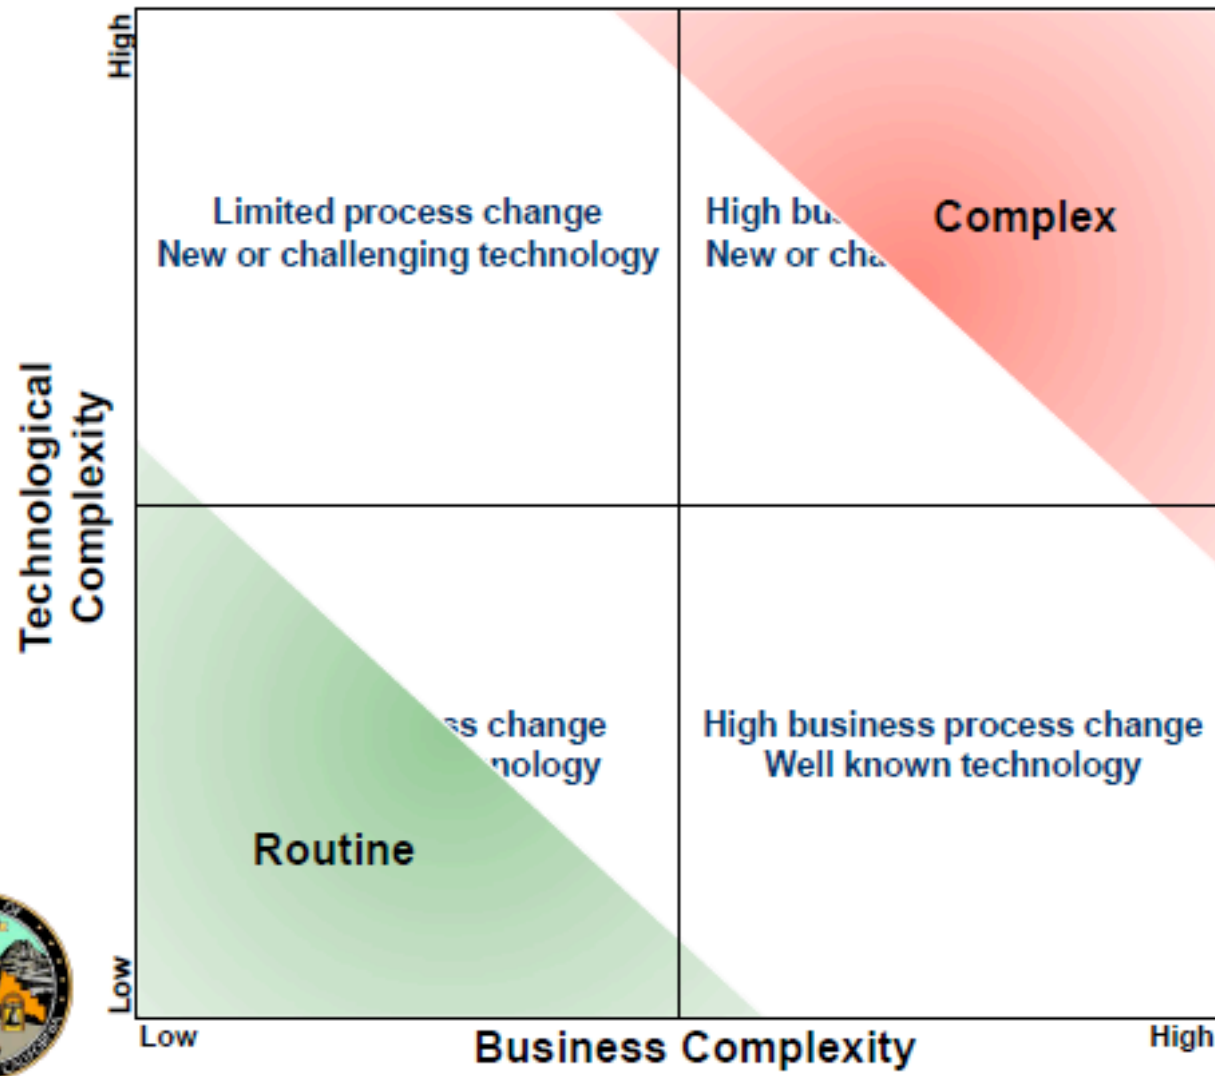 High
Limited process change
New or challenging technology
High bus
New or cha
Complex
Technological
Complexity
ss change
nology
High business process change
Well known technology
Routine
Low
Low
Business Complexity
High